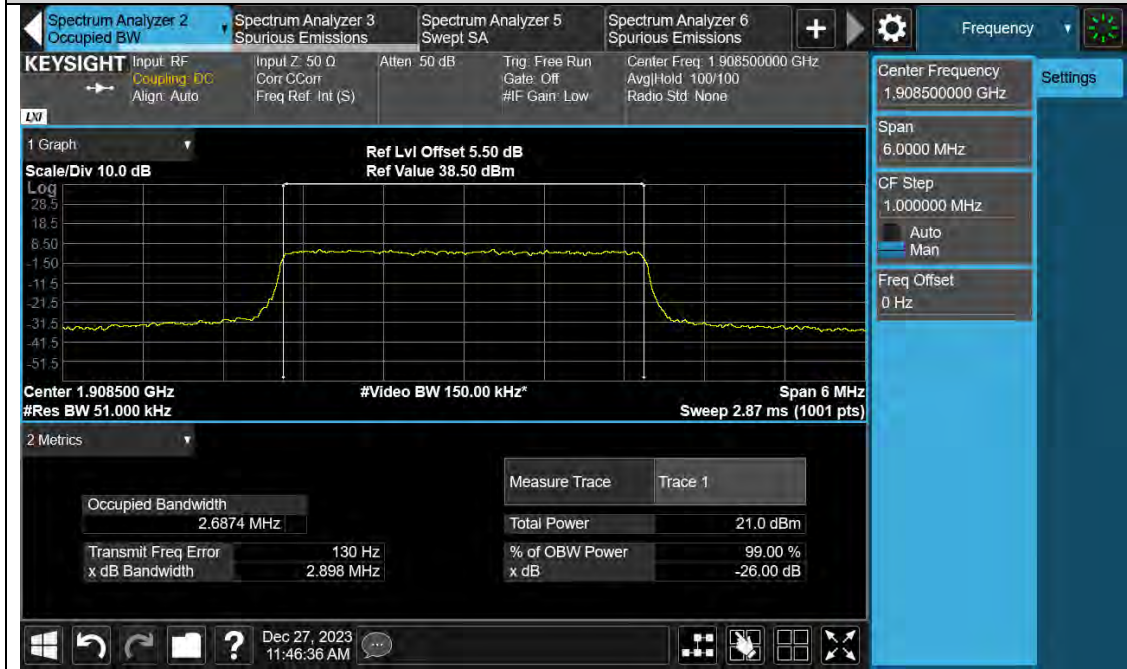 Spectrum Analyzer 2
Occupied BW
Spectrum Analyzer 3
Spurious Emissions
Spectrum Analyzer 5
Swept SA
Spectrum Analyzer 6
Spurious Emissions
+
Frequency
KEYSIGHT
Input: RF
Coupling: DC
Align: Auto
Input Z: 50 Ω
Corr CCorr
Freq Ref: Int (S)
Atten: 50 dB
Trig: Free Run
Gate: Off
#IF Gain: Low
Center Freq: 1.908500000 GHz
Avg|Hold: 100/100
Radio Std: None
LXI
Center Frequency
1.908500000 GHz
Settings
Span
6.0000 MHz
CF Step
1.000000 MHz
Auto
Man
Freq Offset
0 Hz
1 Graph
Scale/Div 10.0 dB
Ref Lvl Offset 5.50 dB
Ref Value 38.50 dBm
Log
28.5
18.5
8.50
-1.50
-11.5
-21.5
-31.5
-41.5
-51.5
Center 1.908500 GHz
#Video BW 150.00 kHz*
Span 6 MHz
#Res BW 51.000 kHz
Sweep 2.87 ms (1001 pts)
2 Metrics
Measure Trace
Trace 1
Occupied Bandwidth
2.6874 MHz
Total Power
21.0 dBm
Transmit Freq Error
130 Hz
% of OBW Power
99.00 %
x dB Bandwidth
2.898 MHz
x dB
-26.00 dB
?
Dec 27, 2023
11:46:36 AM